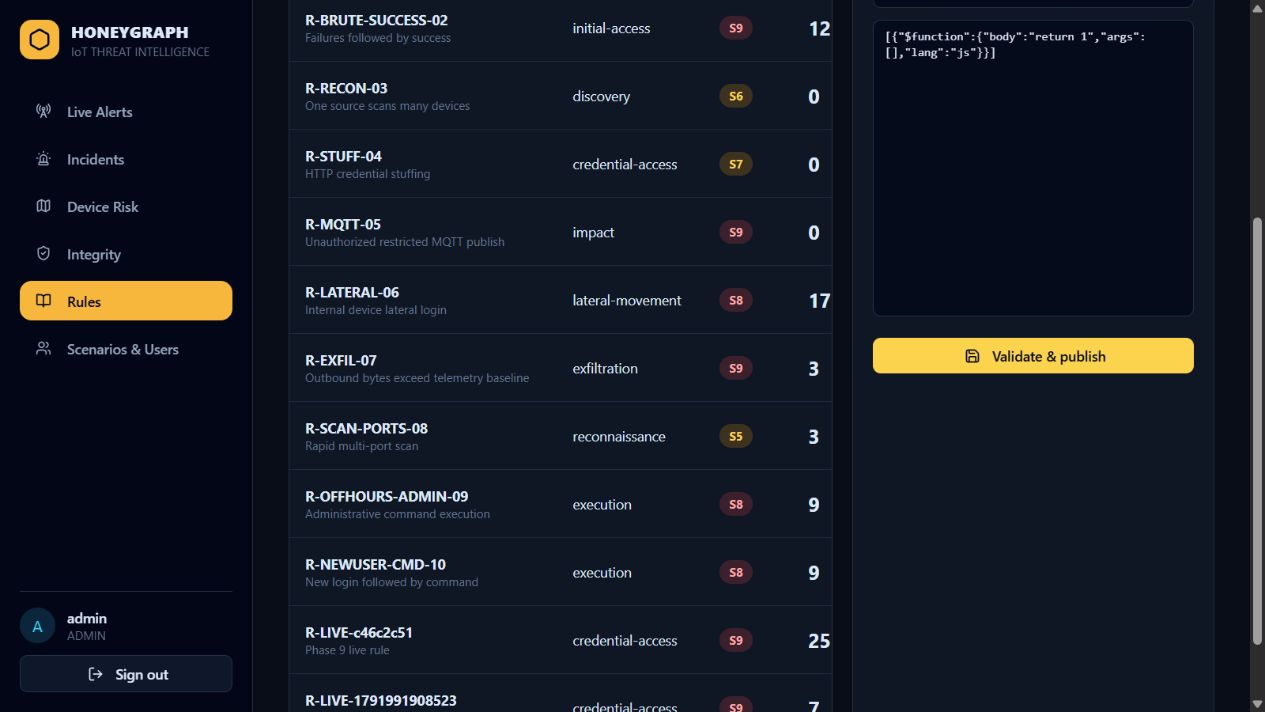 HONEYGRAPH
IoT THREAT INTELLIGENCE
Live Alerts
Incidents
Device Risk
Integrity
Rules
Scenarios & Users
A
admin
ADMIN
Sign out
R-BRUTE-SUCCESS-02
Failures followed by success
initial-access
S9
12
R-RECON-03
One source scans many devices
discovery
S6
0
R-STUFF-04
HTTP credential stuffing
credential-access
S7
0
R-MQTT-05
Unauthorized restricted MQTT publish
impact
S9
0
R-LATERAL-06
Internal device lateral login
lateral-movement
S8
17
R-EXFIL-07
Outbound bytes exceed telemetry baseline
exfiltration
S9
3
R-SCAN-PORTS-08
Rapid multi-port scan
reconnaissance
S5
3
R-OFFHOURS-ADMIN-09
Administrative command execution
execution
S8
9
R-NEWUSER-CMD-10
New login followed by command
execution
S8
9
R-LIVE-c46c2c51
Phase 9 live rule
credential-access
S9
25
R-LIVE-1791991908523
credential-access
S9
7
[{"$function":{"body":"return 1","args":
[],"lang":"js"}}]
Validate & publish